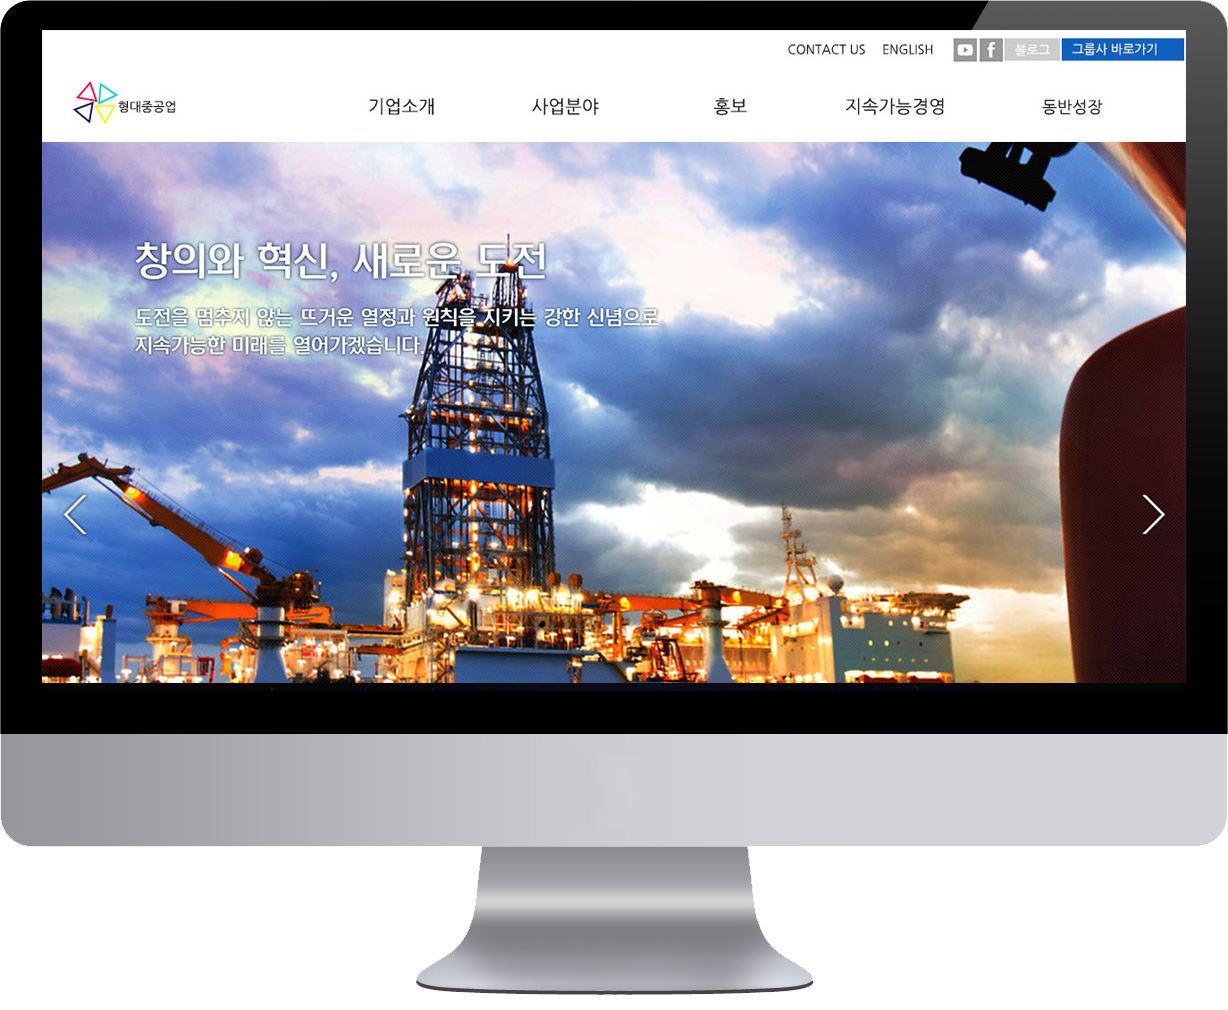 CONTACT US ENGLISH 블로그 그룹사 바로가기
형대중공업 기업소개 사업분야 홍보 지속가능경영 동반성장
창의와 혁신, 새로운 도전
도전을 멈추지 않는 뜨거운 열정과 원칙을 지키는 강한 신념으로
지속가능한 미래를 열어가겠습니다.